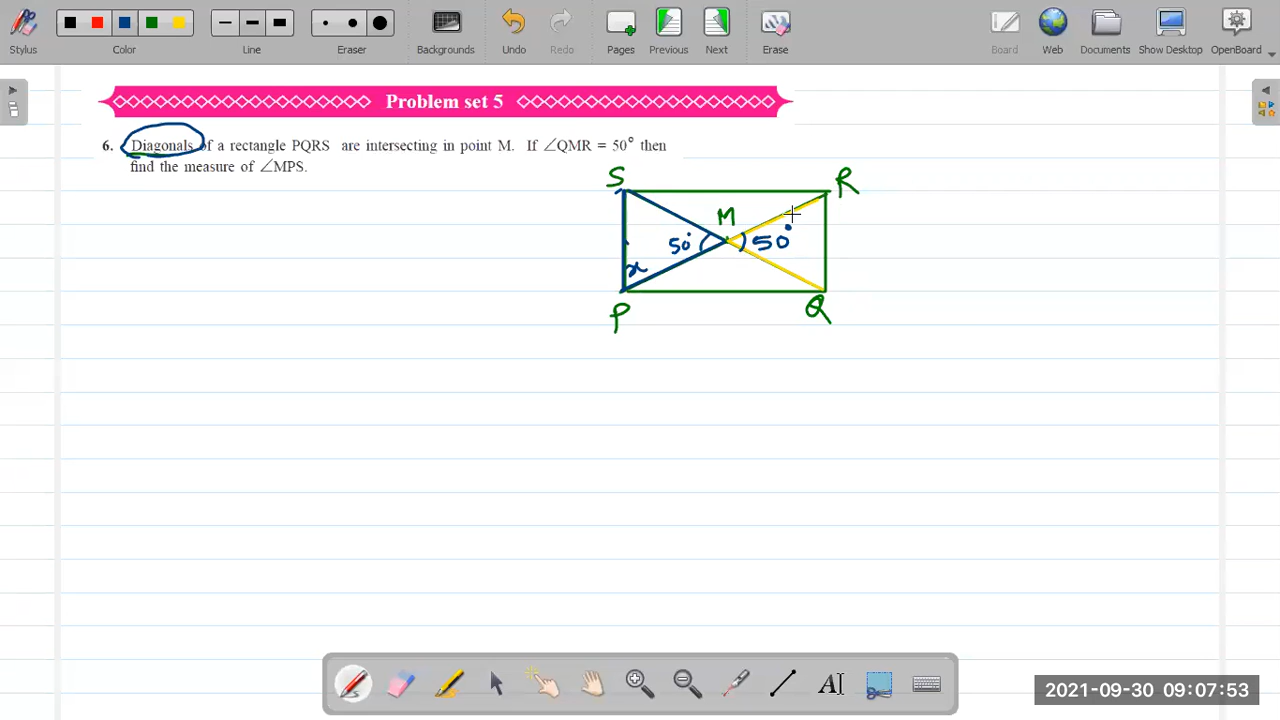 Stylus
Color
Line
Eraser
Backgrounds
Undo
Redo
Pages
Previous
Next
Erase
Board
Web
Documents
Show Desktop
OpenBoard
Problem set 5
6. Diagonals of a rectangle PQRS are intersecting in point M. If ∠QMR = 50° then
find the measure of ∠MPS.
S
R
M
50°
50°
x
P
Q
2021-09-30 09:07:53